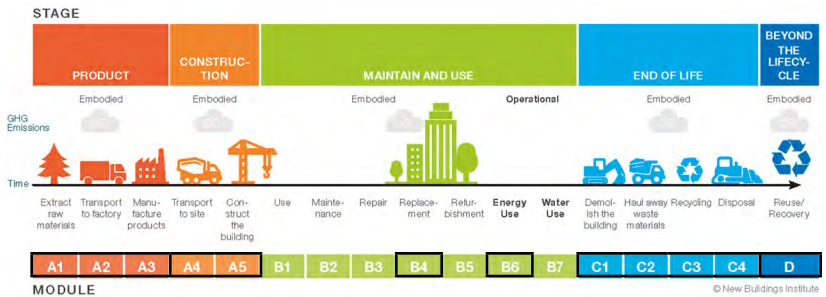 STAGE
PRODUCT
CONSTRUC-
TION
MAINTAIN AND USE
END OF LIFE
BEYOND
THE
LIFECY-
CLE
Embodied
Embodied
Embodied
Operational
Embodied
Embodied
GHG
Emissions
Time
Extract
raw
materials
Transport
to factory
Manu-
facture
products
Transport
to site
Con-
struct
the
building
Use
Mainte-
nance
Repair
Replace-
ment
Refur-
bishment
Energy
Use
Water
Use
Demol-
ish the
building
Haul away
waste
materials
Recycling
Disposal
Reuse/
Recovery
A1 A2 A3 A4 A5 B1 B2 B3 B4 B5 B6 B7 C1 C2 C3 C4 D
MODULE
© New Buildings Institute